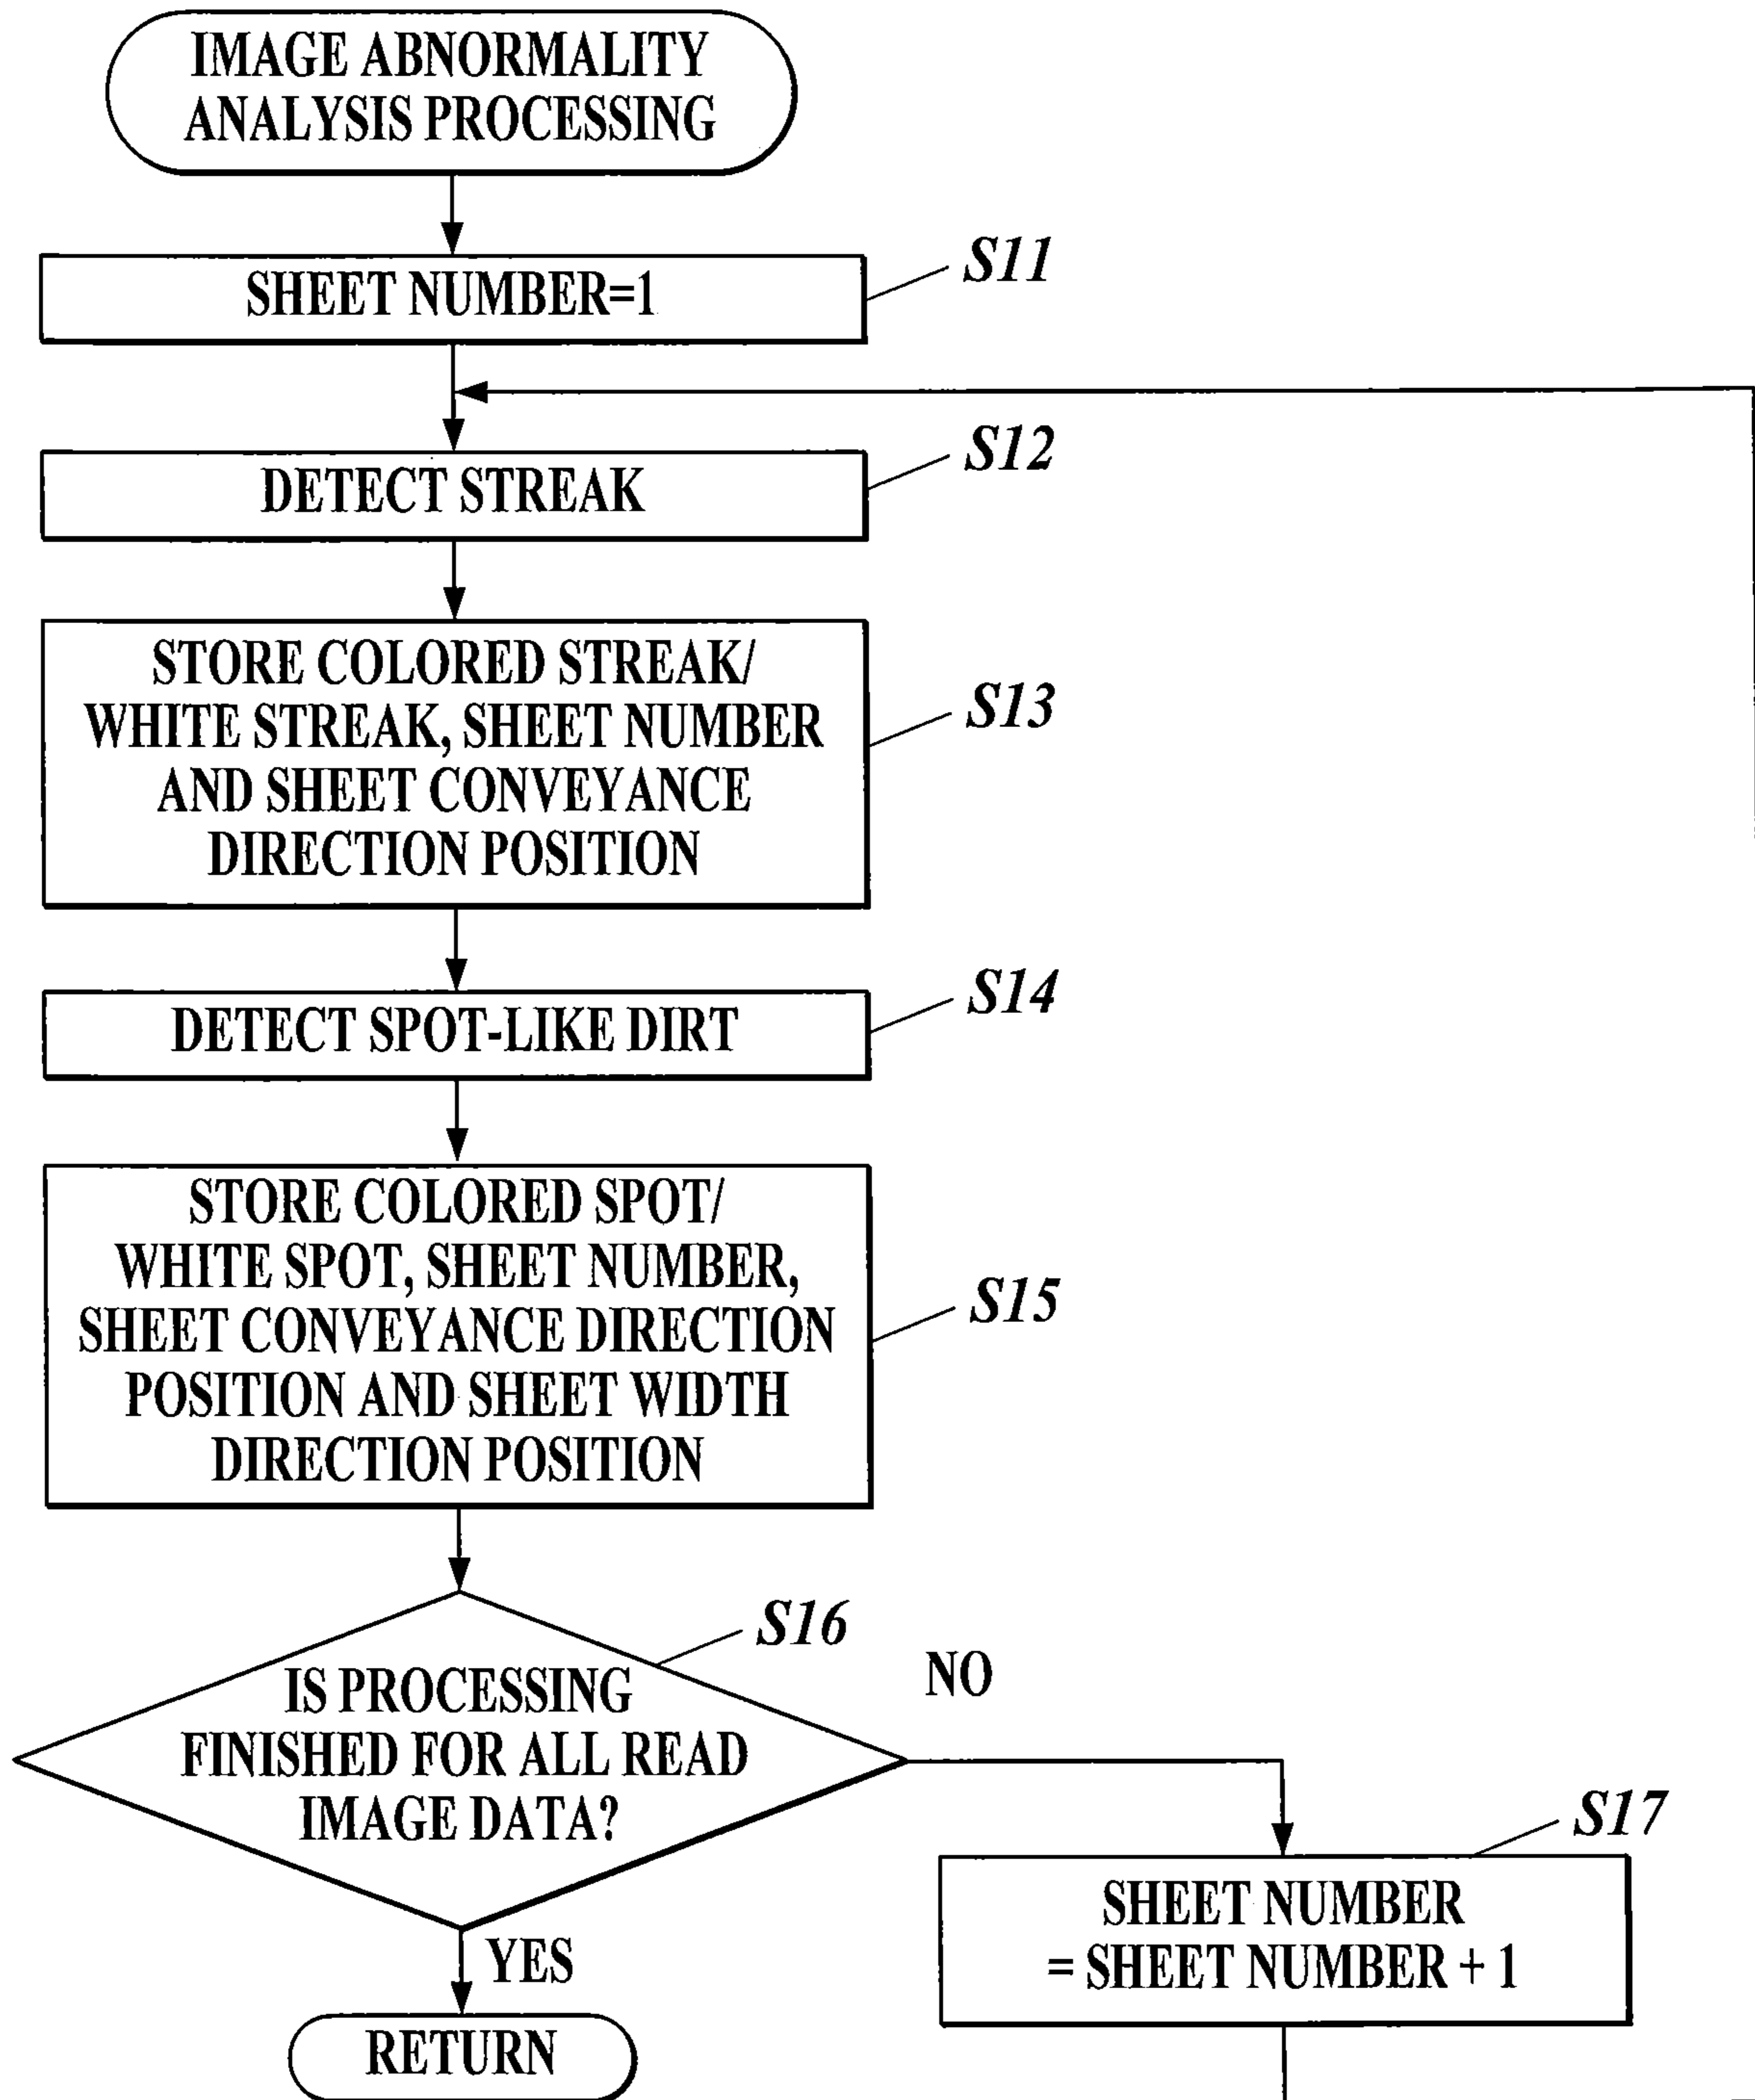 IMAGE ABNORMALITY
ANALYSIS PROCESSING
S11
SHEET NUMBER=1
S12
DETECT STREAK
STORE COLORED STREAK/
WHITE STREAK, SHEET NUMBER
AND SHEET CONVEYANCE
DIRECTION POSITION
S13
S14
DETECT SPOT-LIKE DIRT
STORE COLORED SPOT/
WHITE SPOT, SHEET NUMBER,
SHEET CONVEYANCE DIRECTION
POSITION AND SHEET WIDTH
DIRECTION POSITION
S15
S16
IS PROCESSING
FINISHED FOR ALL READ
IMAGE DATA?
NO
S17
SHEET NUMBER
= SHEET NUMBER + 1
YES
RETURN